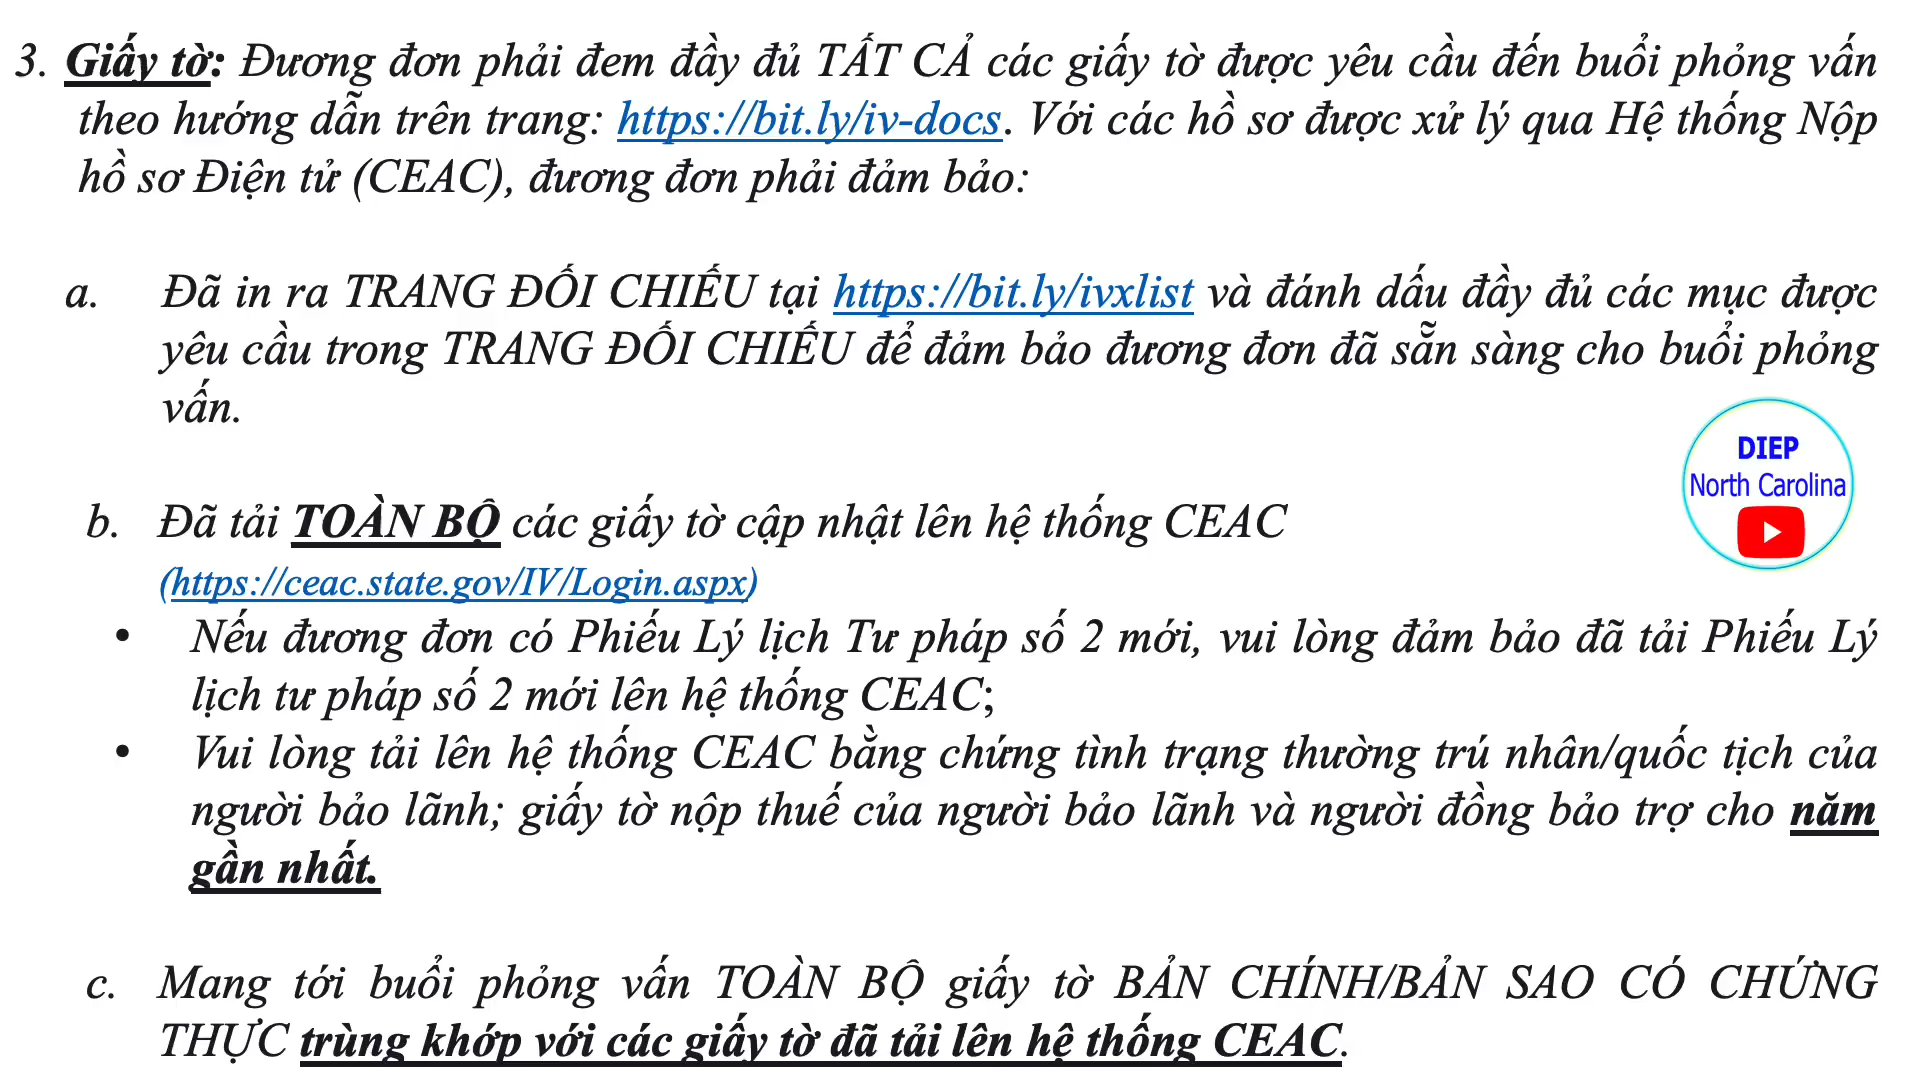 3. Giấy tờ: Đương đơn phải đem đầy đủ TẤT CẢ các giấy tờ được yêu cầu đến buổi phỏng vấn
theo hướng dẫn trên trang: https://bit.ly/iv-docs. Với các hồ sơ được xử lý qua Hệ thống Nộp
hồ sơ Điện tử (CEAC), đương đơn phải đảm bảo:
a. Đã in ra TRANG ĐỐI CHIẾU tại https://bit.ly/ivxlist và đánh dấu đầy đủ các mục được
yêu cầu trong TRANG ĐỐI CHIẾU để đảm bảo đương đơn đã sẵn sàng cho buổi phỏng
vấn.
DIEP
North Carolina
b. Đã tải TOÀN BỘ các giấy tờ cập nhật lên hệ thống CEAC
(https://ceac.state.gov/IV/Login.aspx)
• Nếu đương đơn có Phiếu Lý lịch Tư pháp số 2 mới, vui lòng đảm bảo đã tải Phiếu Lý
lịch tư pháp số 2 mới lên hệ thống CEAC;
• Vui lòng tải lên hệ thống CEAC bằng chứng tình trạng thường trú nhân/quốc tịch của
người bảo lãnh; giấy tờ nộp thuế của người bảo lãnh và người đồng bảo trợ cho năm
gần nhất.
c. Mang tới buổi phỏng vấn TOÀN BỘ giấy tờ BẢN CHÍNH/BẢN SAO CÓ CHỨNG
THỰC trùng khớp với các giấy tờ đã tải lên hệ thống CEAC.